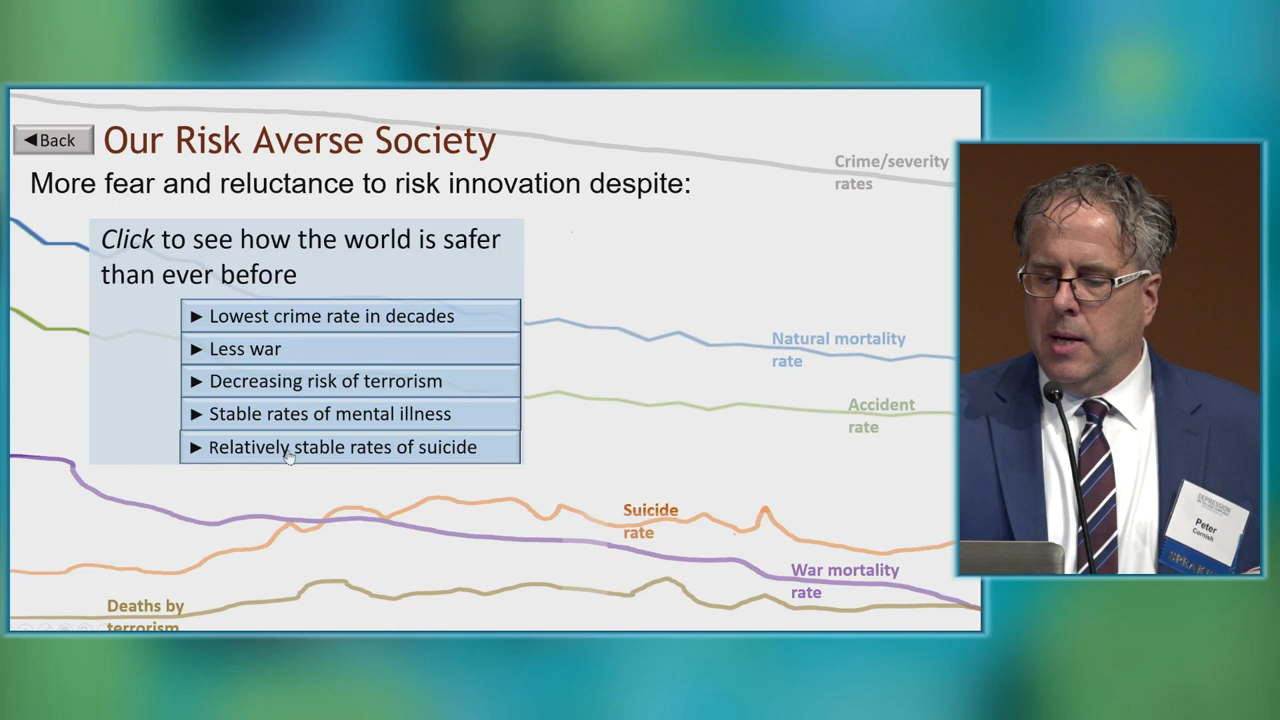 ◀Back
Our Risk Averse Society
More fear and reluctance to risk innovation despite:
Click to see how the world is safer
than ever before
► Lowest crime rate in decades
► Less war
► Decreasing risk of terrorism
► Stable rates of mental illness
► Relatively stable rates of suicide
Crime/severity
rates
Natural mortality
rate
Accident
rate
Suicide
rate
War mortality
rate
Deaths by
terrorism
DEPRESSION
Peter
Cornish
SPEAKER